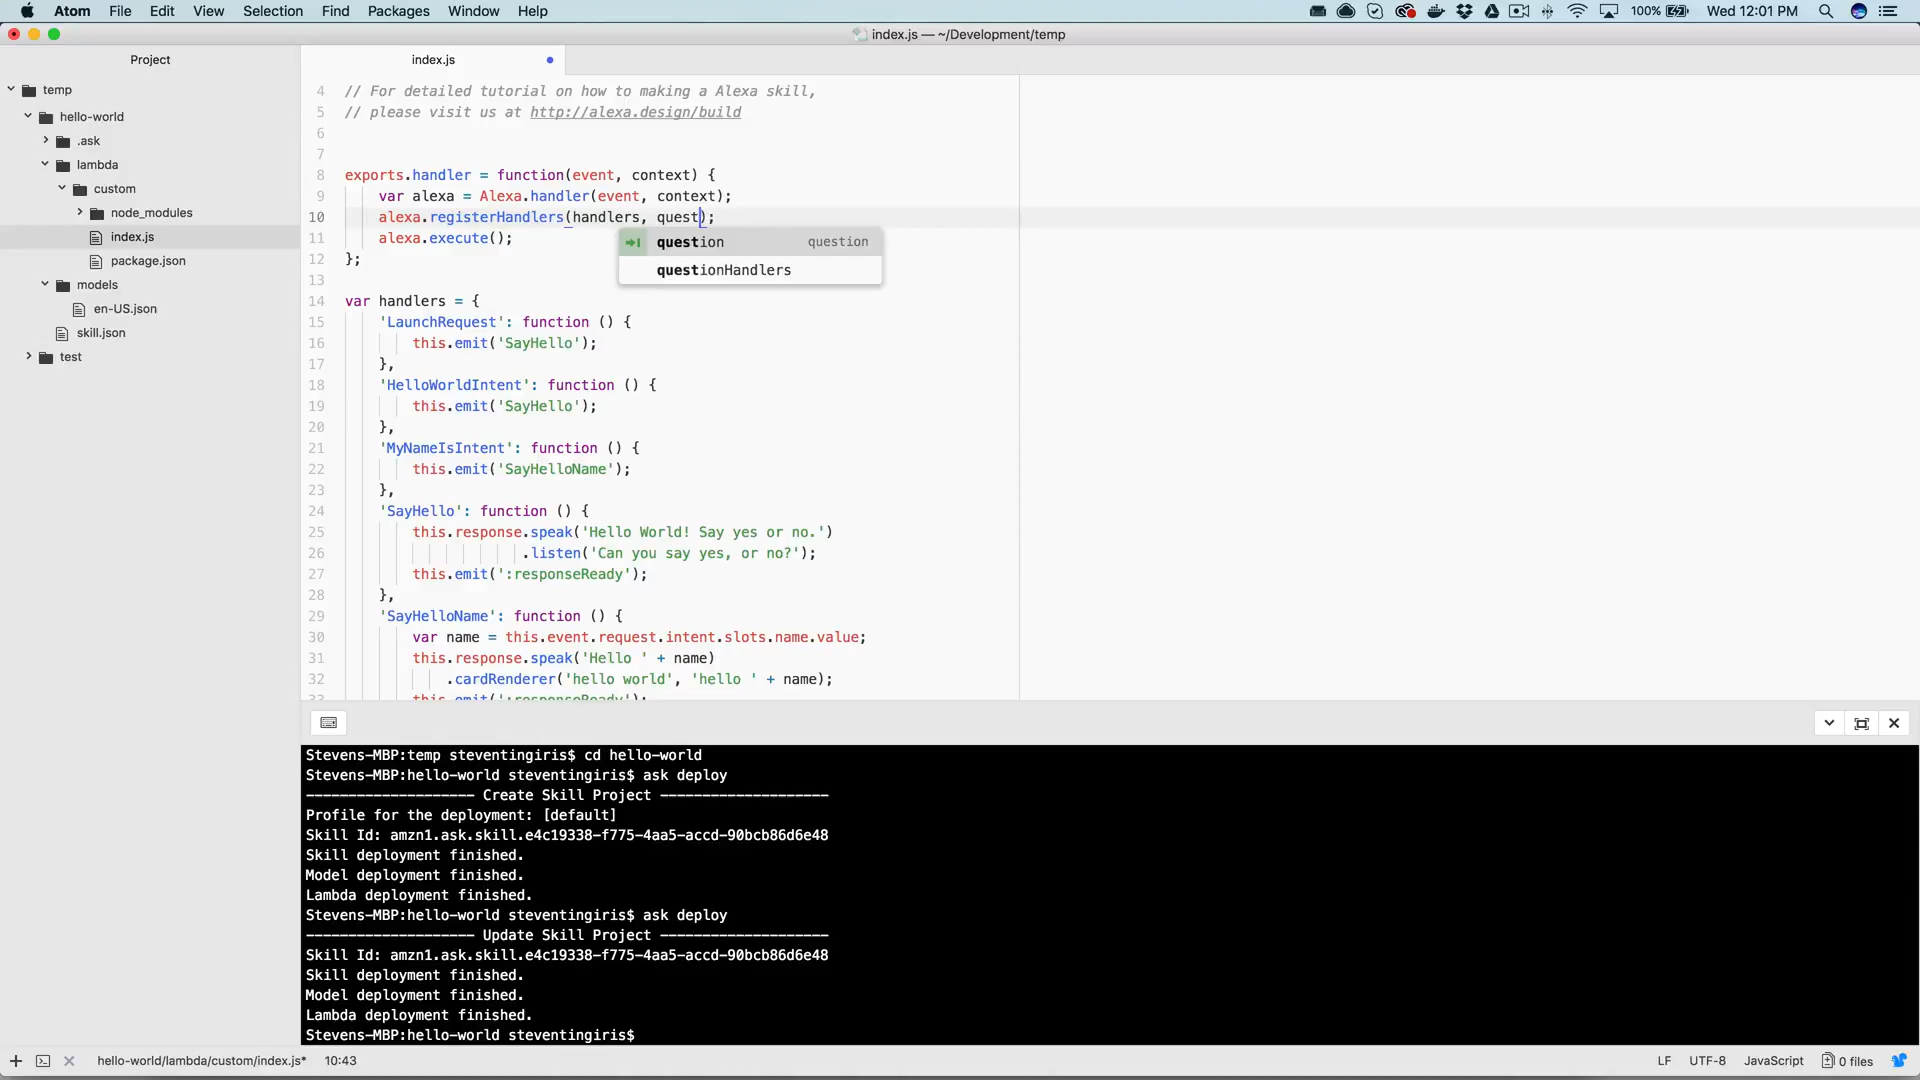 Atom File Edit View Selection Find Packages Window Help 100% Wed 12:01 PM
index.js — ~/Development/temp
Project
index.js
temp
hello-world
.ask
lambda
custom
node_modules
index.js
package.json
models
en-US.json
skill.json
test
4 // For detailed tutorial on how to making a Alexa skill,
5 // please visit us at http://alexa.design/build
6
7
8 exports.handler = function(event, context) {
9 var alexa = Alexa.handler(event, context);
10 alexa.registerHandlers(handlers, quest);
question question
questionHandlers
11 alexa.execute();
12 };
13
14 var handlers = {
15 'LaunchRequest': function () {
16 this.emit('SayHello');
17 },
18 'HelloWorldIntent': function () {
19 this.emit('SayHello');
20 },
21 'MyNameIsIntent': function () {
22 this.emit('SayHelloName');
23 },
24 'SayHello': function () {
25 this.response.speak('Hello World! Say yes or no.')
26 .listen('Can you say yes, or no?');
27 this.emit(':responseReady');
28 },
29 'SayHelloName': function () {
30 var name = this.event.request.intent.slots.name.value;
31 this.response.speak('Hello ' + name)
32 .cardRenderer('hello world', 'hello ' + name);
33 this.emit(':responseReady');
Stevens-MBP:temp steventingiris$ cd hello-world
Stevens-MBP:hello-world steventingiris$ ask deploy
-------------------- Create Skill Project --------------------
Profile for the deployment: [default]
Skill Id: amzn1.ask.skill.e4c19338-f775-4aa5-accd-90bcb86d6e48
Skill deployment finished.
Model deployment finished.
Lambda deployment finished.
Stevens-MBP:hello-world steventingiris$ ask deploy
-------------------- Update Skill Project --------------------
Skill Id: amzn1.ask.skill.e4c19338-f775-4aa5-accd-90bcb86d6e48
Skill deployment finished.
Model deployment finished.
Lambda deployment finished.
Stevens-MBP:hello-world steventingiris$
hello-world/lambda/custom/index.js* 10:43 LF UTF-8 JavaScript 0 files